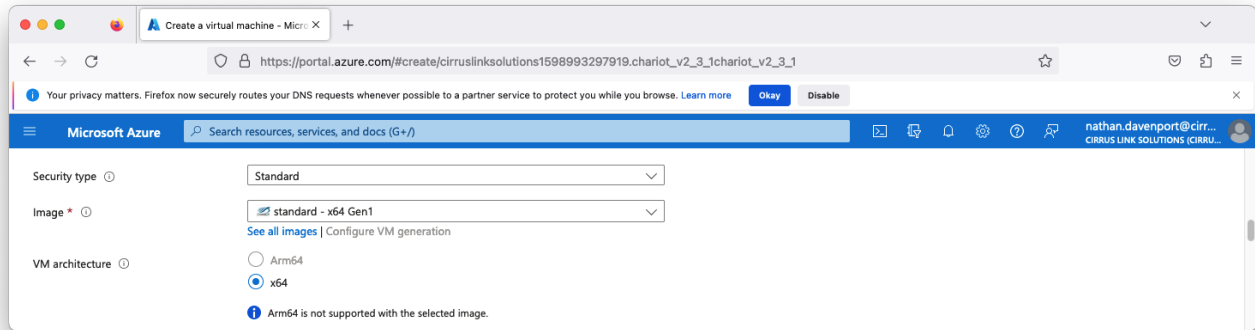 Create a virtual machine - Micro
https://portal.azure.com/#create/cirruslinksolutions1598993297919.chariot_v2_3_1chariot_v2_3_1
Your privacy matters. Firefox now securely routes your DNS requests whenever possible to a partner service to protect you while you browse. Learn more Okay Disable
Microsoft Azure Search resources, services, and docs (G+/) nathan.davenport@cirr...
CIRRUS LINK SOLUTIONS (CIRRU...
Security type Standard
Image * standard - x64 Gen1
See all images | Configure VM generation
VM architecture Arm64
x64
Arm64 is not supported with the selected image.